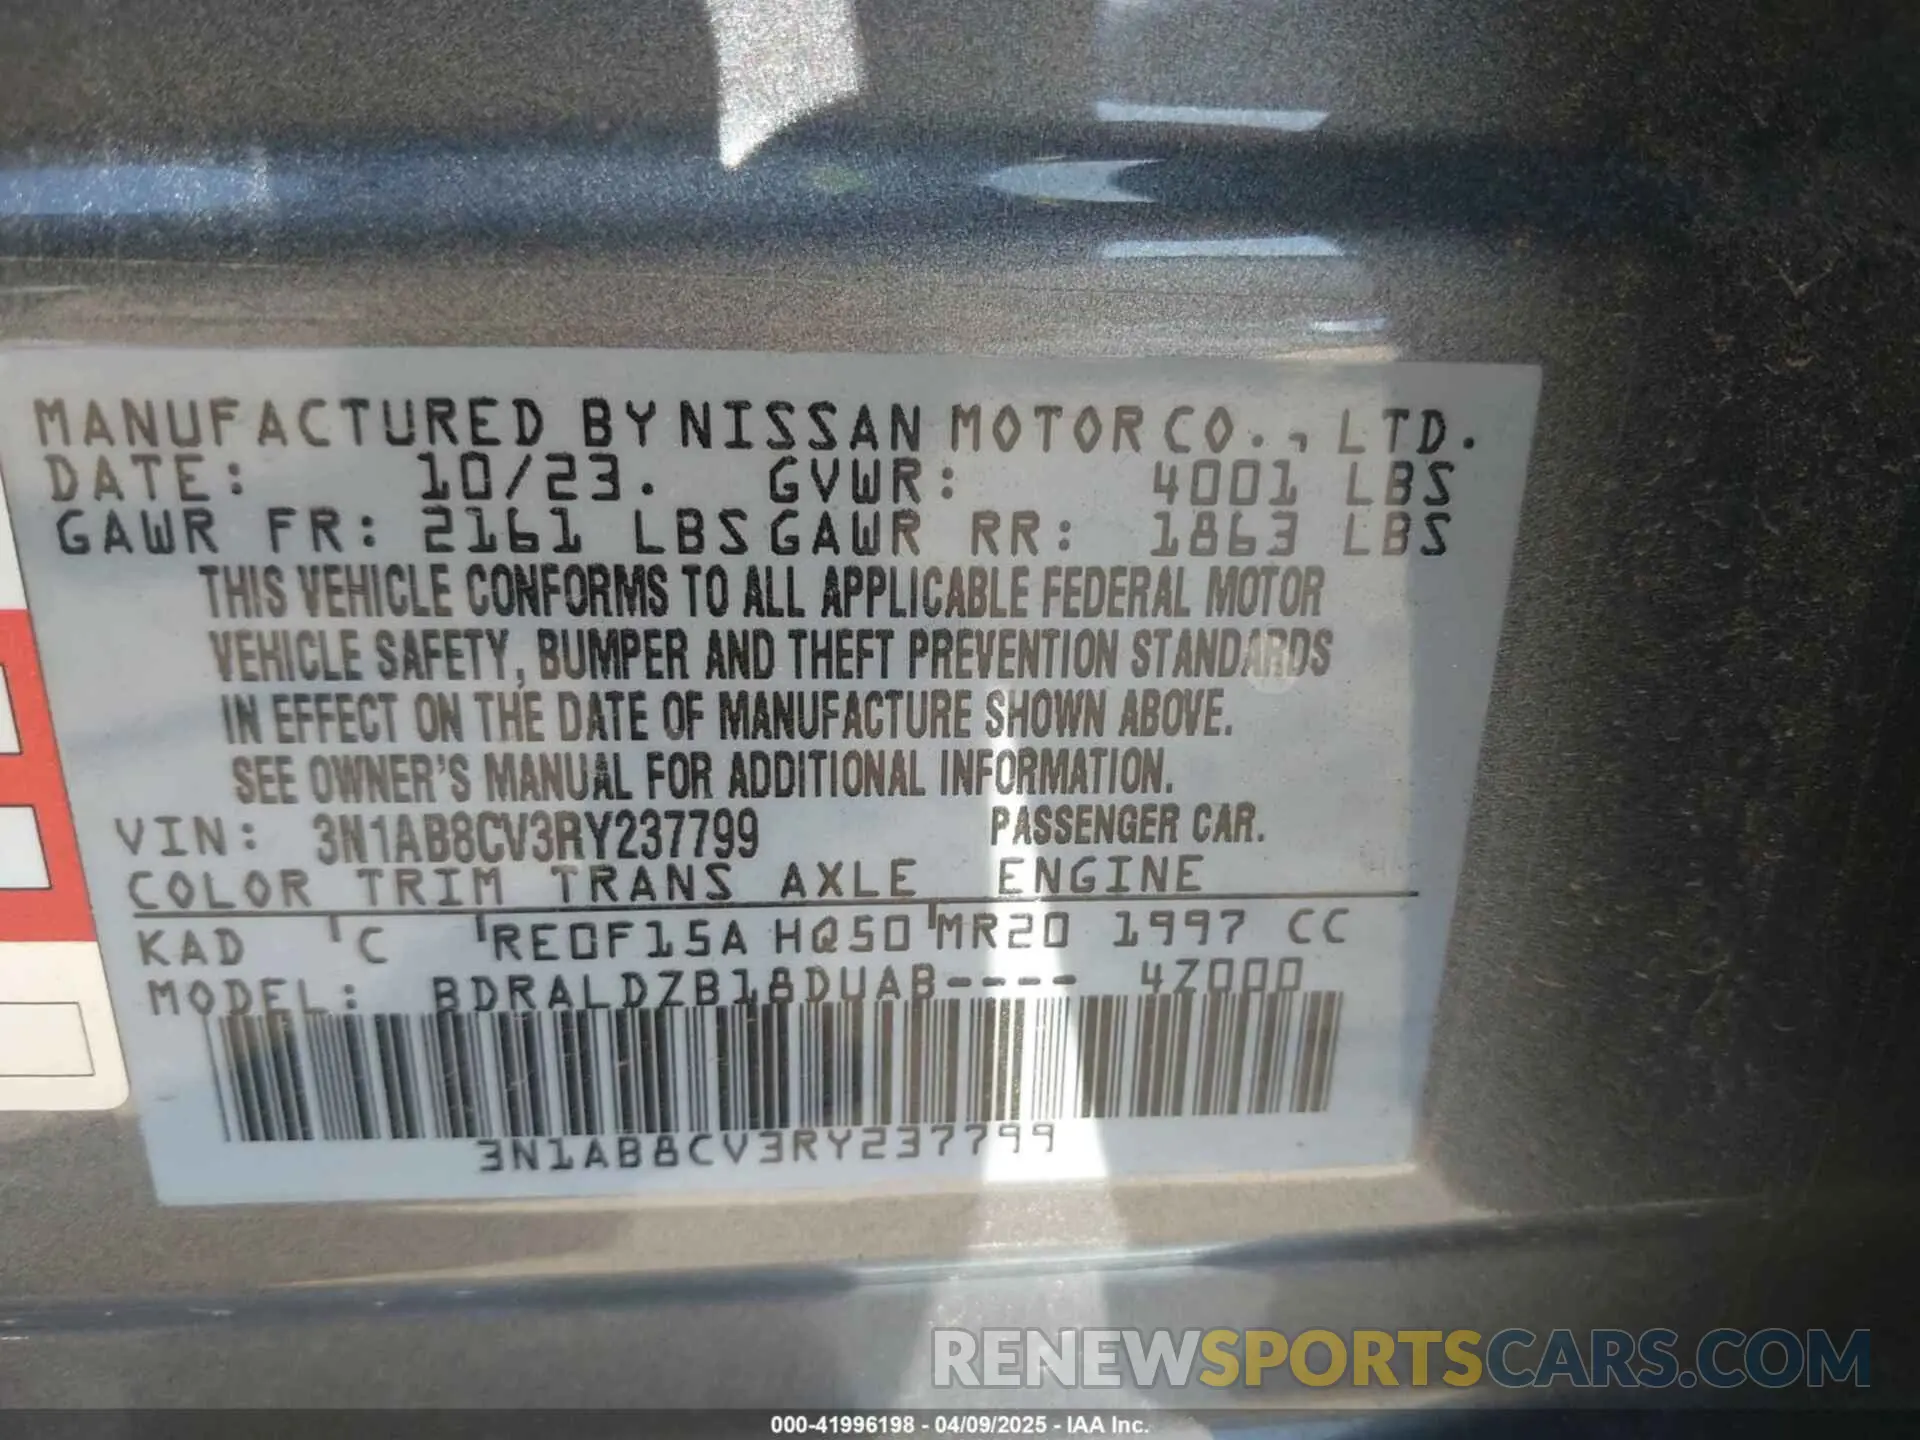 MANUFACTURED BY NISSAN MOTOR CO., LTD.
DATE: 10/23. GVWR: 4001 LBS
GAWR FR: 2161 LBS GAWR RR: 1863 LBS
THIS VEHICLE CONFORMS TO ALL APPLICABLE FEDERAL MOTOR
VEHICLE SAFETY, BUMPER AND THEFT PREVENTION STANDARDS
IN EFFECT ON THE DATE OF MANUFACTURE SHOWN ABOVE.
SEE OWNER'S MANUAL FOR ADDITIONAL INFORMATION.
VIN: 3N1AB8CV3RY237799 PASSENGER CAR.
COLOR TRIM TRANS AXLE ENGINE
KAD C RE0F15A HQ50 MR20 1997 CC
MODEL: BDRALDZB18DUAB---- 4Z000
3N1AB8CV3RY237799
RENEWSPORTSCARS.COM
000-41996198 - 04/09/2025 - IAA Inc.